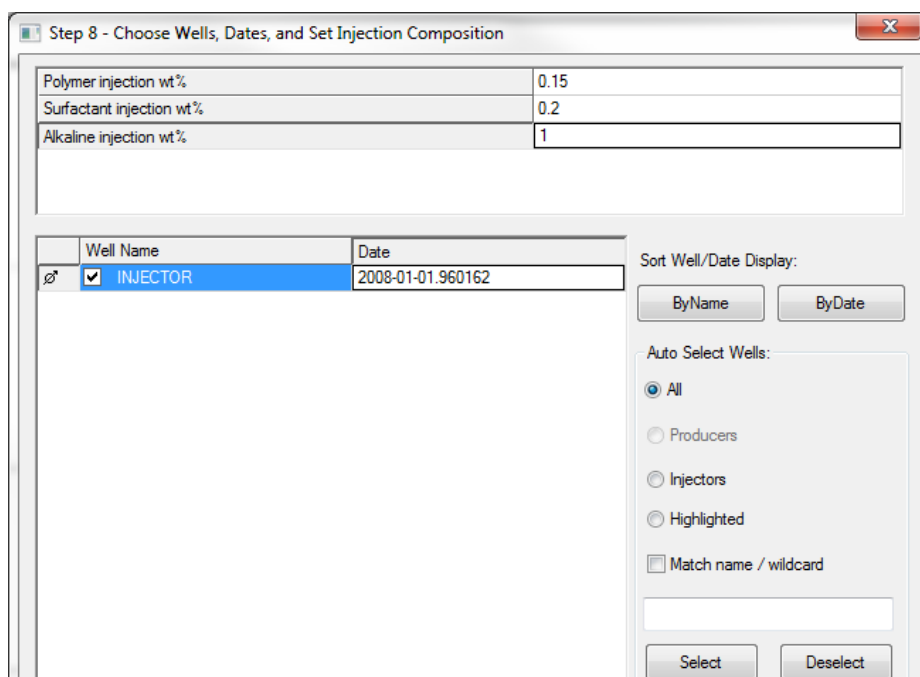 Step 8 - Choose Wells, Dates, and Set Injection Composition
Polymer injection wt% 0.15
Surfactant injection wt% 0.2
Alkaline injection wt% 1
Well Name Date
INJECTOR 2008-01-01.960162
Sort Well/Date Display:
ByName ByDate
Auto Select Wells:
All
Producers
Injectors
Highlighted
Match name / wildcard
Select Deselect